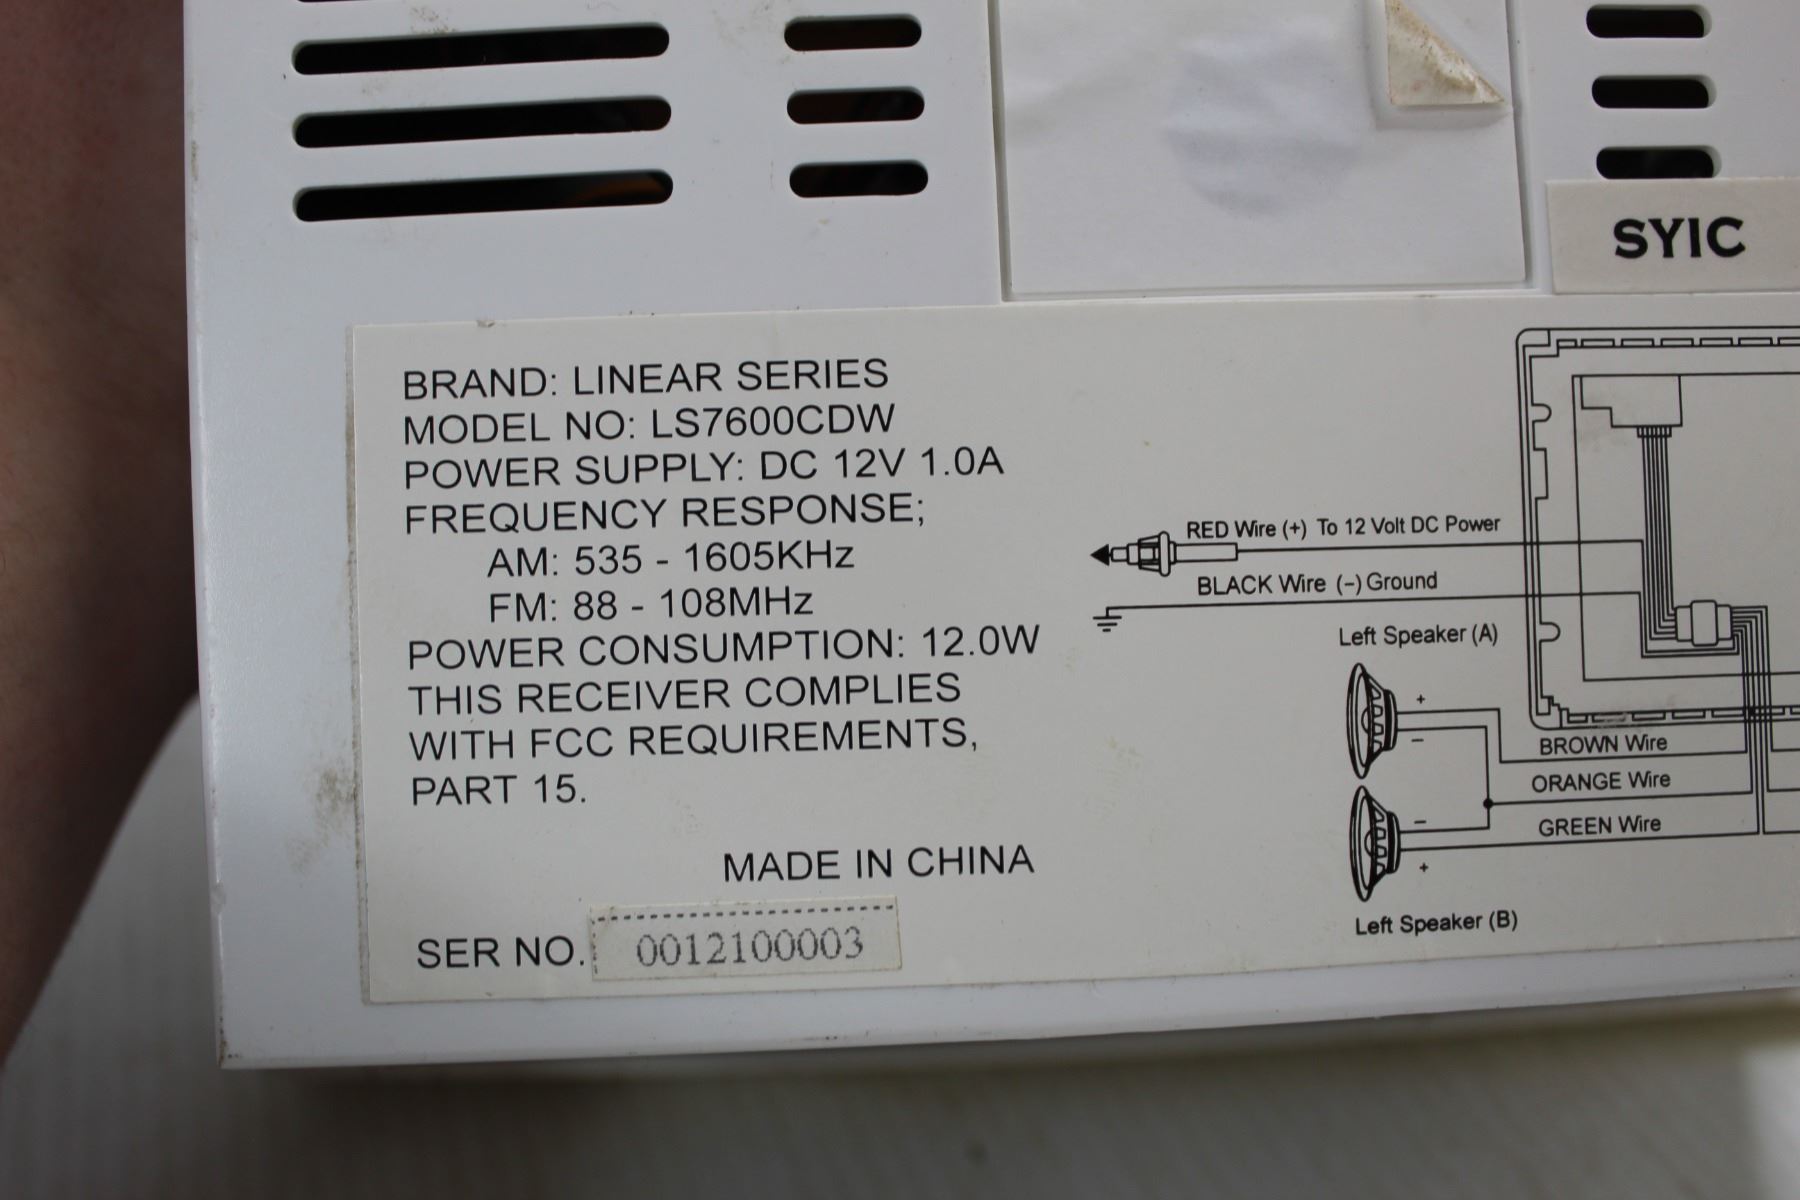 SYIC
BRAND: LINEAR SERIES
MODEL NO: LS7600CDW
POWER SUPPLY: DC 12V 1.0A
FREQUENCY RESPONSE;
AM: 535 - 1605KHz
FM: 88 - 108MHz
POWER CONSUMPTION: 12.0W
THIS RECEIVER COMPLIES
WITH FCC REQUIREMENTS,
PART 15.
MADE IN CHINA
SER NO. 0012100003
RED Wire (+) To 12 Volt DC Power
BLACK Wire (-) Ground
Left Speaker (A)
+
-
BROWN Wire
ORANGE Wire
GREEN Wire
-
+
Left Speaker (B)